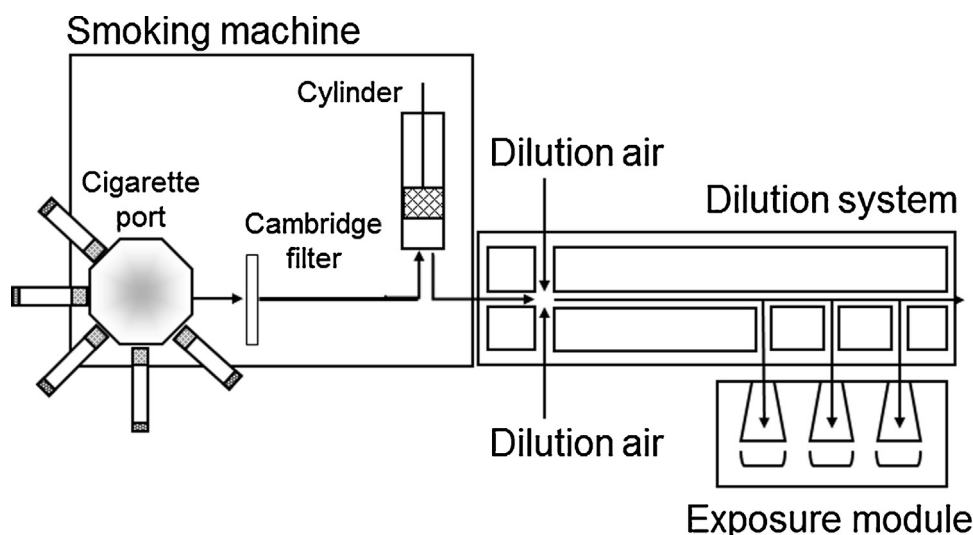 Smoking machine
Cylinder
Cigarette
port
Cambridge
filter
Dilution air
Dilution system
Dilution air
Exposure module